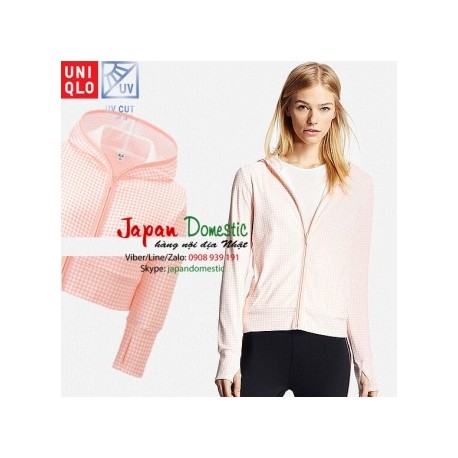 UNI
QLO
UV
UV CUT
Japan Domestic
hàng nội địa Nhật
Viber/Line/Zalo: 0908 939 191
Skype: japandomestic